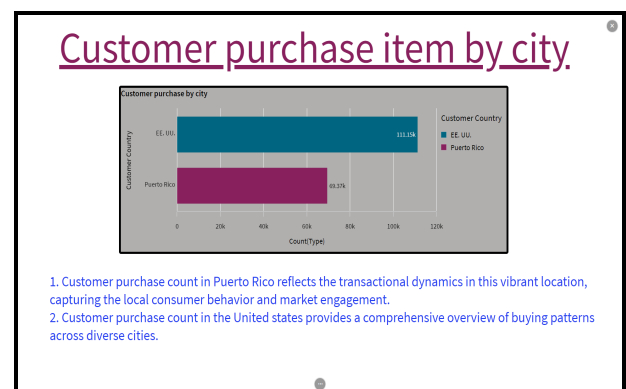 Customer purchase item by city
Customer purchase by city
Customer Country
EE. UU.
111.15k
Puerto Rico
69.37k
0 20k 40k 60k 80k 100k 120k
Count(Type)
Customer Country
EE. UU.
Puerto Rico
1. Customer purchase count in Puerto Rico reflects the transactional dynamics in this vibrant location,
capturing the local consumer behavior and market engagement.
2. Customer purchase count in the United states provides a comprehensive overview of buying patterns
across diverse cities.